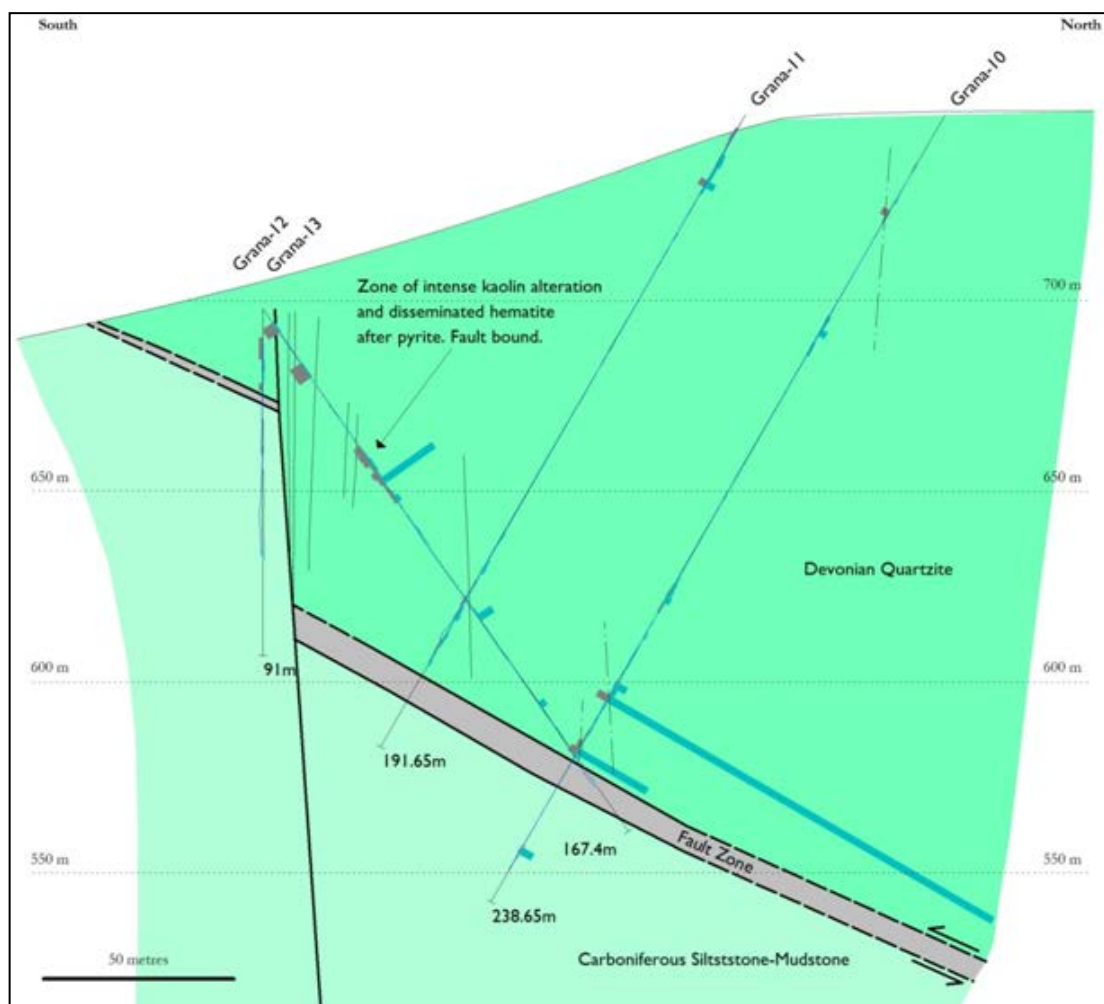 South
North
Grana-11
Grana-10
Grana-12
Grana-13
Zone of intense kaolin alteration
and disseminated hematite
after pyrite. Fault bound.
700 m
650 m
650 m
Devonian Quartzite
600 m
600 m
91m
191.65m
167.4m
Fault Zone
550 m
550 m
238.65m
50 metres
Carboniferous Siltststone-Mudstone